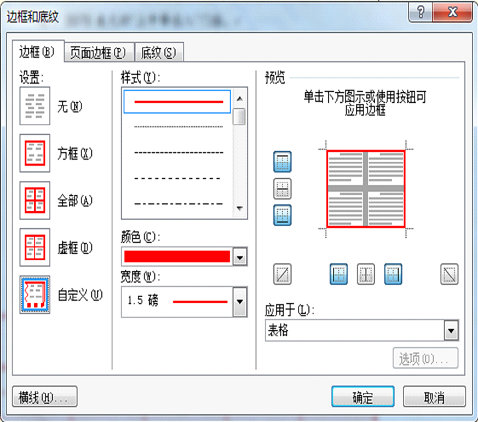 边框和底纹
边框(B)
页面边框(P)
底纹(S)
设置:
无(N)
方框(X)
全部(A)
虚框(D)
自定义(U)
样式(Y):
颜色(C):
宽度(W):
1.5 磅
预览
单击下方图示或使用按钮可
应用边框
应用于(L):
表格
选项(O)...
横线(H)...
确定
取消